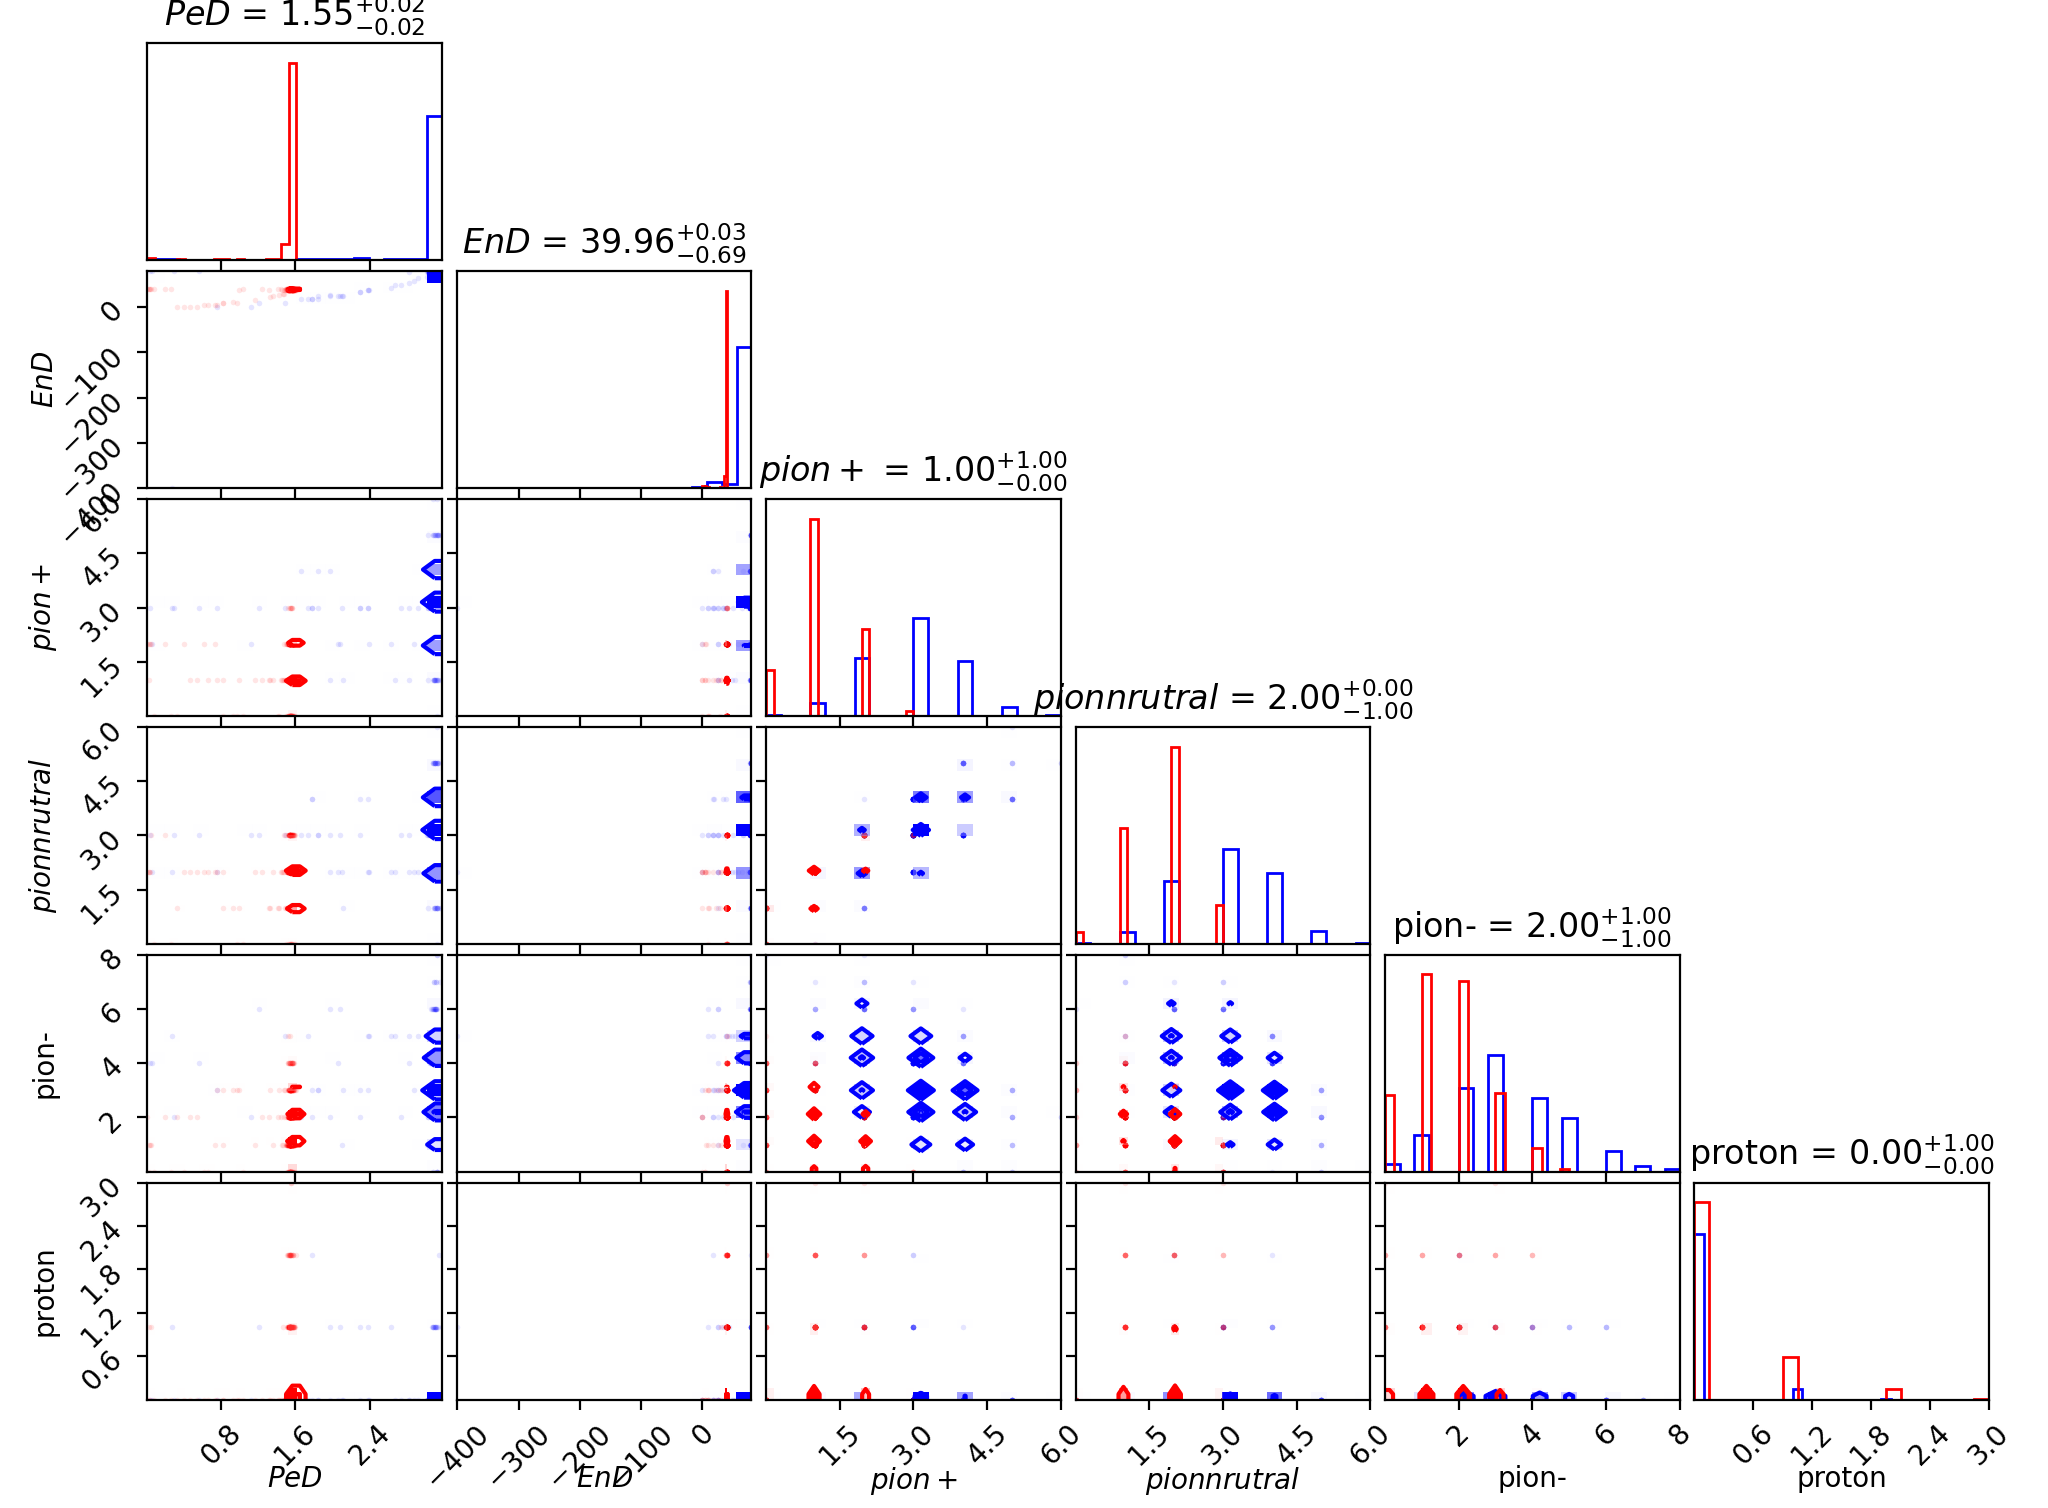 PeD = 1.55 +0.02 −0.02
EnD = 39.96 +0.03 −0.69
0
−100
−200
−300
−400
EnD
pion + = 1.00 +1.00 −0.00
6.0
4.5
3.0
1.5
pion +
pionnrutral = 2.00 +0.00 −1.00
6.0
4.5
3.0
1.5
pionnrutral
pion- = 2.00 +1.00 −1.00
8
6
4
2
pion-
proton = 0.00 +1.00 −0.00
3.0
2.4
1.8
1.2
0.6
proton
0.8 1.6 2.4
−400 −300 −200 −100 0
1.5 3.0 4.5 6.0
1.5 3.0 4.5 6.0
2 4 6 8
0.6 1.2 1.8 2.4 3.0
PeD EnD pion + pionnrutral pion- proton